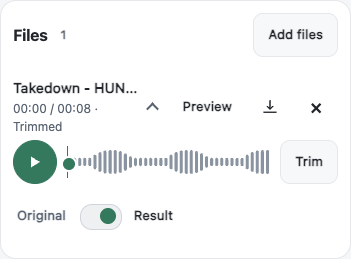 Files 1
Add files
Takedown - HUN...
00:00 / 00:08 ·
Trimmed
Preview
Trim
Original
Result